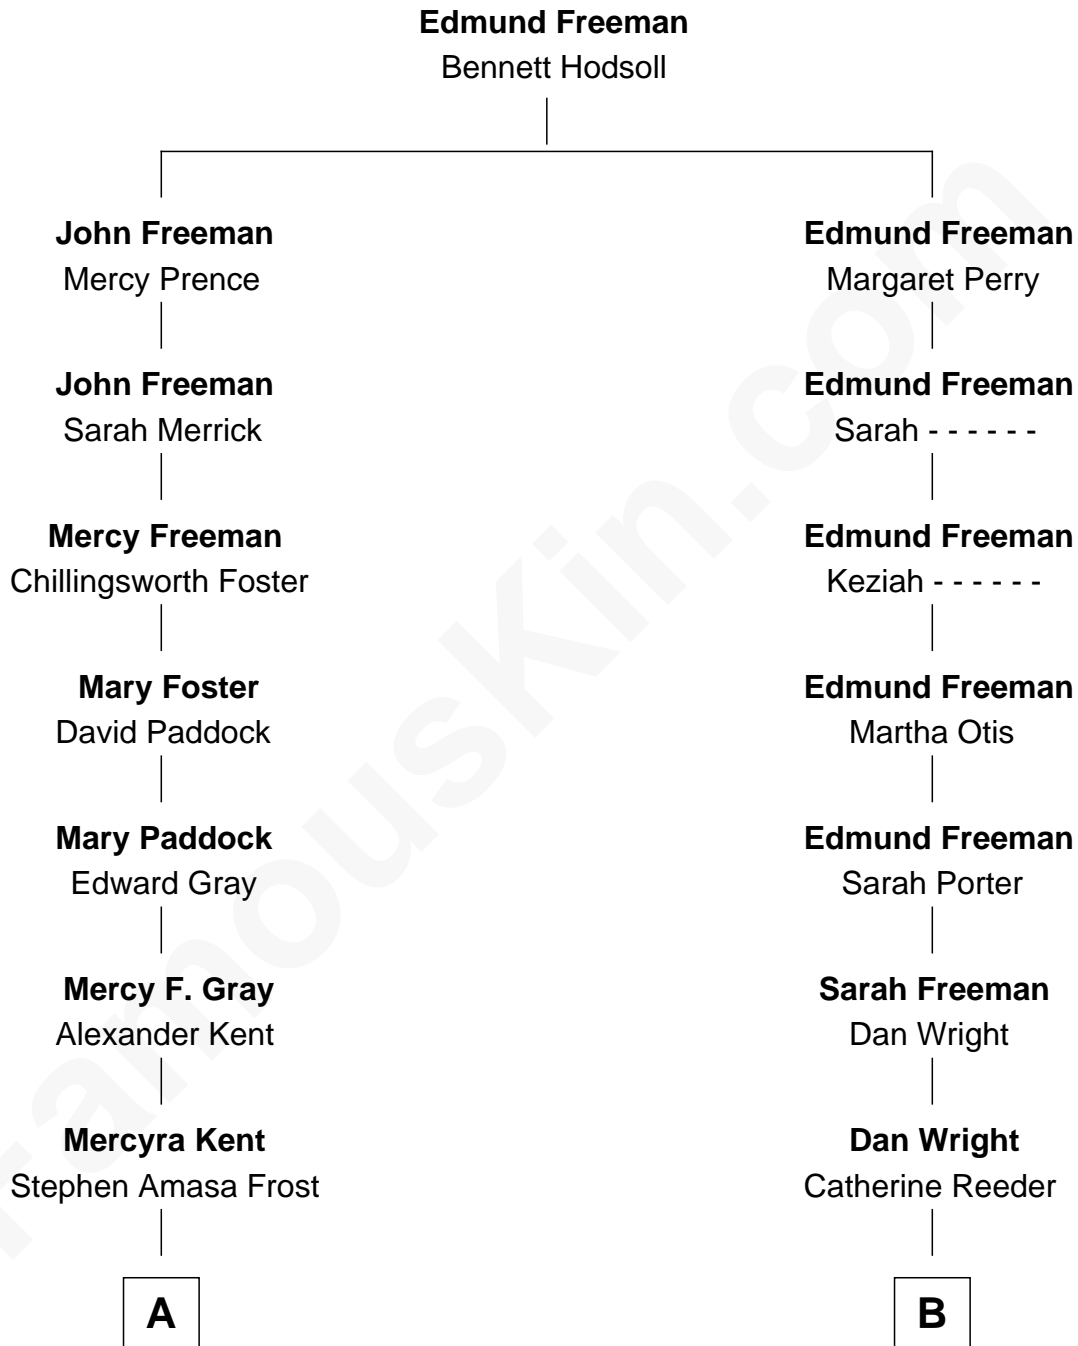 Edmund Freeman
Bennett Hodsoll
John Freeman
Mercy Prence
John Freeman
Sarah Merrick
Mercy Freeman
Chillingsworth Foster
Mary Foster
David Paddock
Mary Paddock
Edward Gray
Mercy F. Gray
Alexander Kent
Mercyra Kent
Stephen Amasa Frost
A
Edmund Freeman
Margaret Perry
Edmund Freeman
Sarah - - - - - -
Edmund Freeman
Keziah - - - - - -
Edmund Freeman
Martha Otis
Edmund Freeman
Sarah Porter
Sarah Freeman
Dan Wright
Dan Wright
Catherine Reeder
B
FamousKin.com